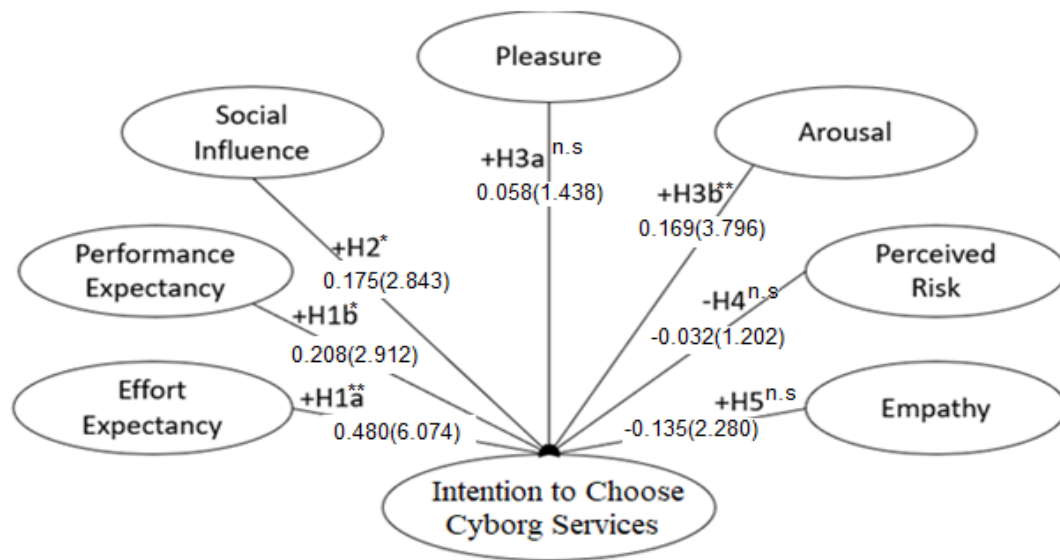 Pleasure
Social
Influence
Arousal
+H3a n.s
0.058(1.438)
+H3b**
0.169(3.796)
+H2*
0.175(2.843)
Performance
Expectancy
Perceived
Risk
-H4 n.s
-0.032(1.202)
+H1b*
0.208(2.912)
Effort
Expectancy
+H1a**
0.480(6.074)
+H5 n.s
-0.135(2.280)
Empathy
Intention to Choose
Cyborg Services